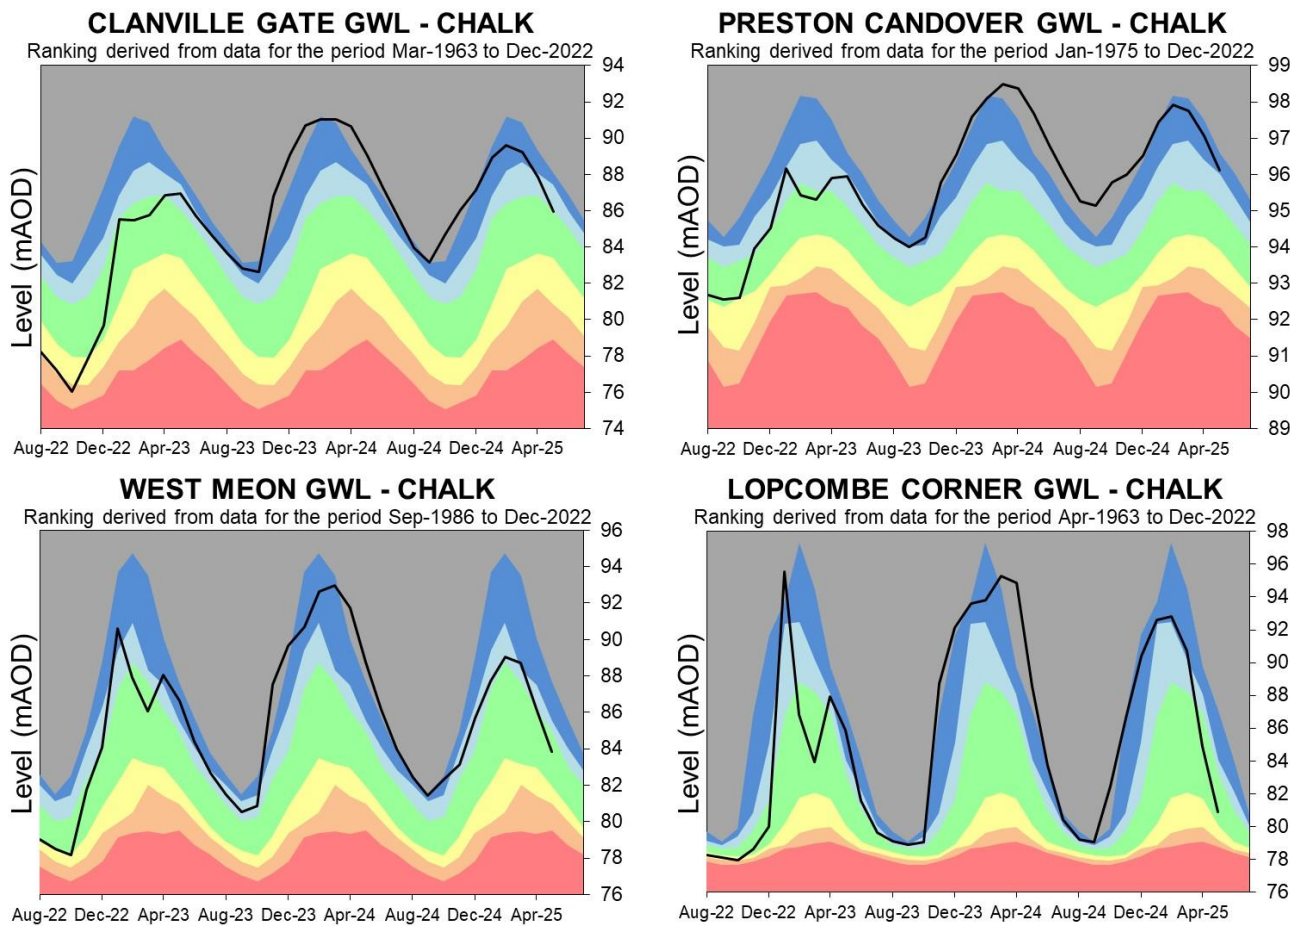 CLANVILLE GATE GWL - CHALK
Ranking derived from data for the period Mar-1963 to Dec-2022
Level (mAOD)
94
92
90
88
86
84
82
80
78
76
74
Aug-22 Dec-22 Apr-23 Aug-23 Dec-23 Apr-24 Aug-24 Dec-24 Apr-25
PRESTON CANDOVER GWL - CHALK
Ranking derived from data for the period Jan-1975 to Dec-2022
Level (mAOD)
99
98
97
96
95
94
93
92
91
90
89
Aug-22 Dec-22 Apr-23 Aug-23 Dec-23 Apr-24 Aug-24 Dec-24 Apr-25
WEST MEON GWL - CHALK
Ranking derived from data for the period Sep-1986 to Dec-2022
Level (mAOD)
96
94
92
90
88
86
84
82
80
78
76
Aug-22 Dec-22 Apr-23 Aug-23 Dec-23 Apr-24 Aug-24 Dec-24 Apr-25
LOPCOMBE CORNER GWL - CHALK
Ranking derived from data for the period Apr-1963 to Dec-2022
Level (mAOD)
98
96
94
92
90
88
86
84
82
80
78
76
Aug-22 Dec-22 Apr-23 Aug-23 Dec-23 Apr-24 Aug-24 Dec-24 Apr-25